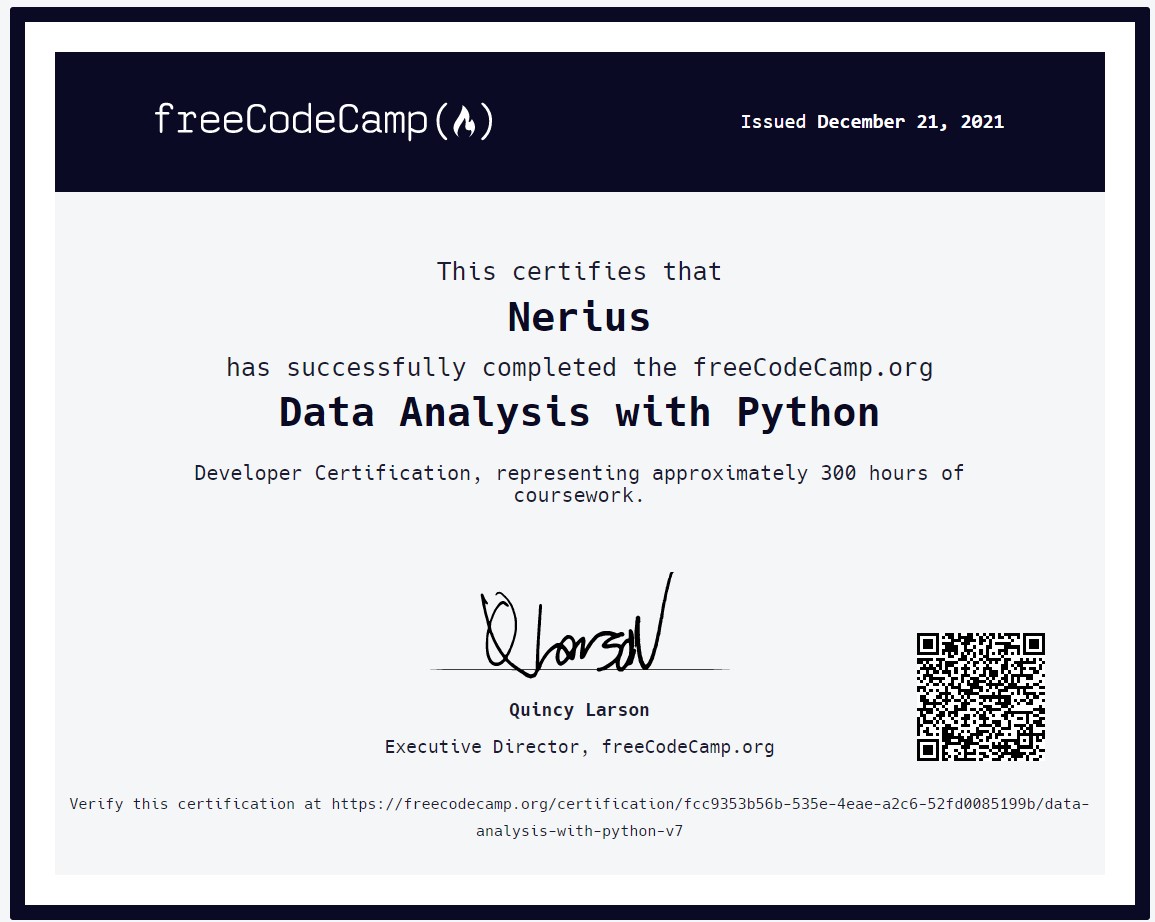 freeCodeCamp
Issued December 21, 2021
This certifies that
Nerius
has successfully completed the freeCodeCamp.org
Data Analysis with Python
Developer Certification, representing approximately 300 hours of
coursework.
Q Larson
Quincy Larson
Executive Director, freeCodeCamp.org
Verify this certification at https://freecodecamp.org/certification/fcc9353b56b-535e-4eae-a2c6-52fd0085199b/data-
analysis-with-python-v7